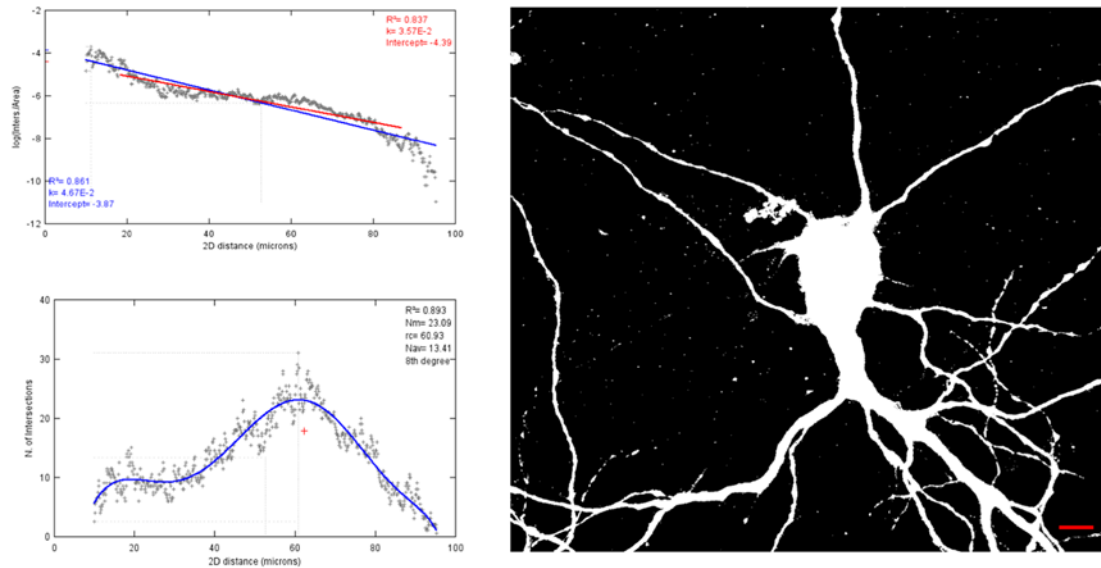 -2
-4
-6
-8
-10
-12
log(Inters./Area)
R²= 0.837
k= 3.57E-2
Intercept= -4.39
R²= 0.861
k= 4.67E-2
Intercept= -3.87
0 20 40 60 80 100
2D distance (microns)
40
30
20
10
0
N. of Intersections
R²= 0.893
Nm= 23.09
rc= 60.93
Nav= 13.41
8th degree
0 20 40 60 80 100
2D distance (microns)